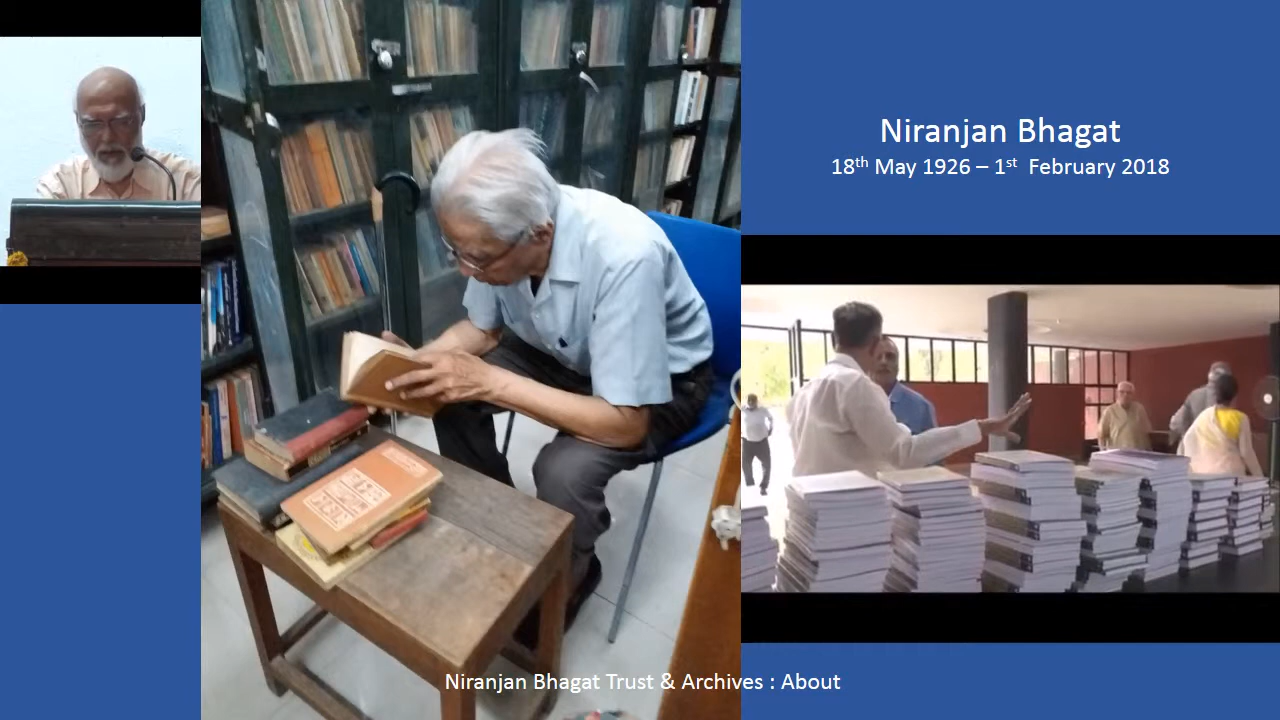 Niranjan Bhagat
18th May 1926 – 1st February 2018
Niranjan Bhagat Trust & Archives : About